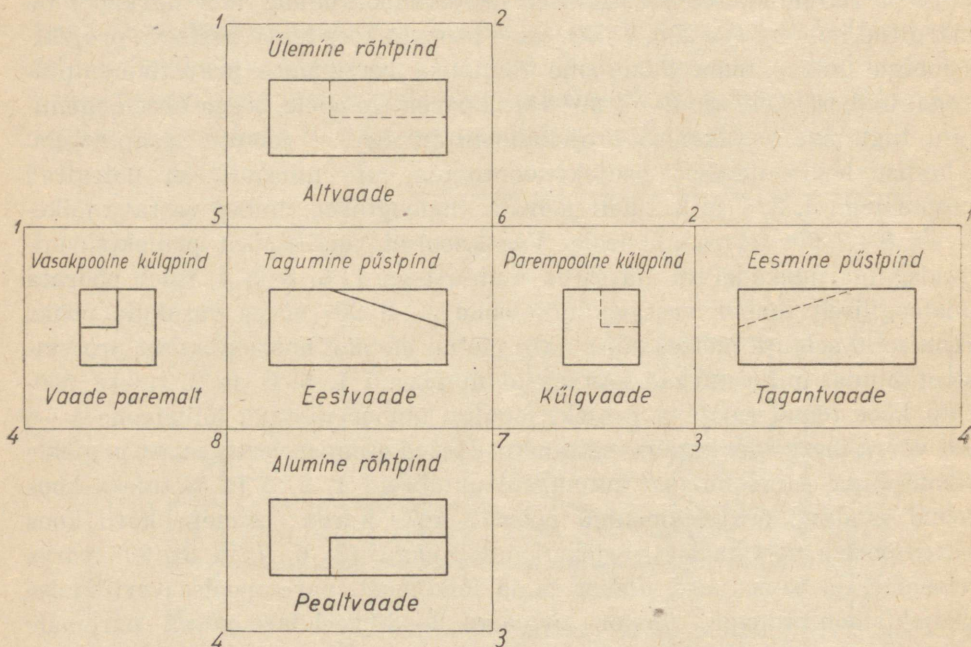 1 2
Ülemine rõhtpind
Altvaade
1 5 6 2 1
Vasakpoolne külgpind Tagumine püstpind Parempoolne külgpind Eesmine püstpind
Vaade paremalt Eestvaade Külgvaade Tagantvaade
4 8 7 3 4
Alumine rõhtpind
Pealtvaade
4 3